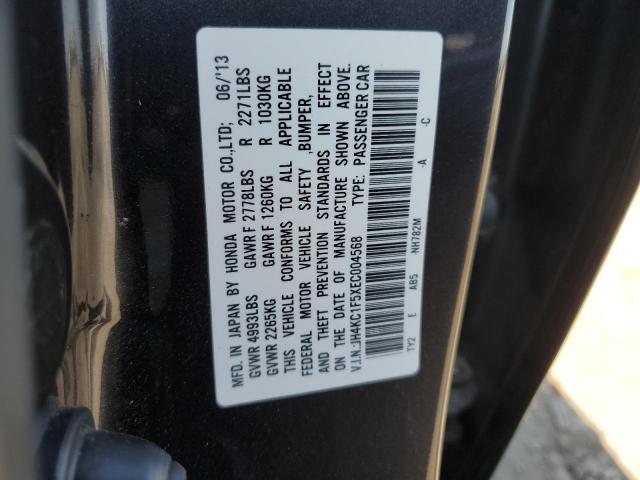 MFD. IN JAPAN BY HONDA MOTOR CO.,LTD; 06/'13
GVWR 4993LBS GAWR F 2778LBS R 2271LBS
GVWR 2265KG GAWR F 1260KG R 1030KG
THIS VEHICLE CONFORMS TO ALL APPLICABLE
FEDERAL MOTOR VEHICLE SAFETY ,BUMPER,
AND THEFT PREVENTION STANDARDS IN EFFECT
ON THE DATE OF MANUFACTURE SHOWN ABOVE.
V.I.N.:JH4KC1F5XEC004568 TYPE: PASSENGER CAR
TY2 E AB5 -NH782M -A -C